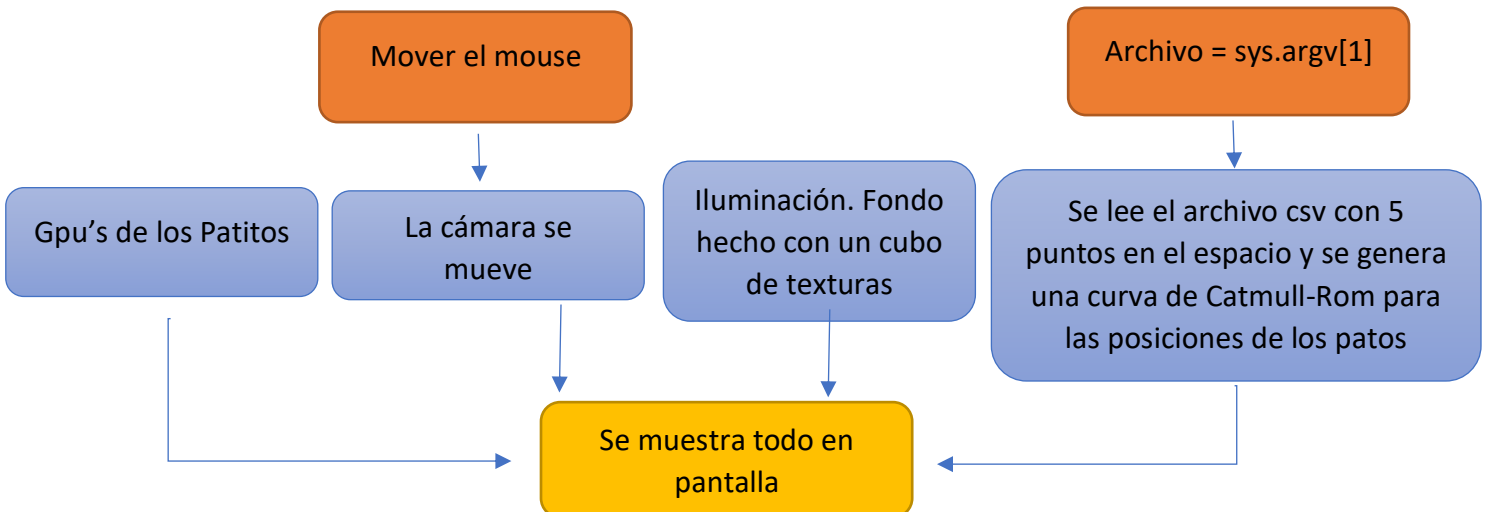 Mover el mouse
Archivo = sys.argv[1]
Gpu’s de los Patitos
La cámara se
mueve
Iluminación. Fondo
hecho con un cubo
de texturas
Se lee el archivo csv con 5
puntos en el espacio y se genera
una curva de Catmull-Rom para
las posiciones de los patos
Se muestra todo en
pantalla